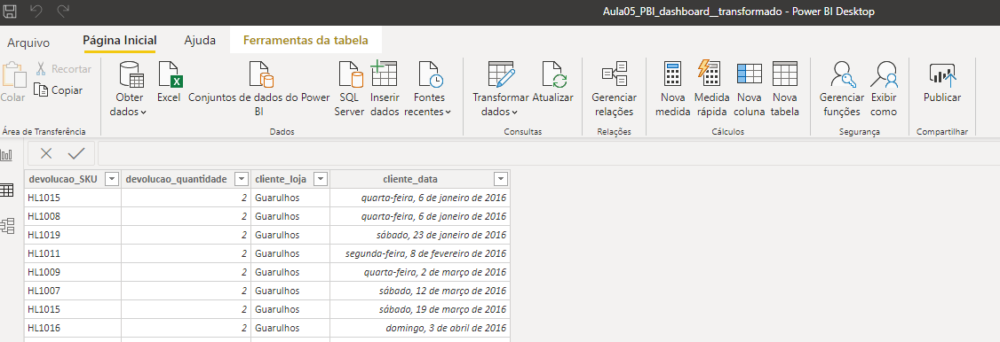 Aula05_PBI_dashboard__transformado - Power BI Desktop
Arquivo Página Inicial Ajuda Ferramentas da tabela
Colar
Recortar
Copiar
Área de Transferência
Obter dados
Excel
Conjuntos de dados do Power BI
SQL Server
Inserir dados
Fontes recentes
Dados
Transformar dados
Atualizar
Consultas
Gerenciar relações
Relações
Nova medida
Medida rápida
Nova coluna
Nova tabela
Cálculos
Gerenciar funções
Exibir como
Segurança
Publicar
Compartilhar
devolucao_SKU devolucao_quantidade cliente_loja cliente_data
HL1015 2 Guarulhos quarta-feira, 6 de janeiro de 2016
HL1008 2 Guarulhos quarta-feira, 6 de janeiro de 2016
HL1019 2 Guarulhos sábado, 23 de janeiro de 2016
HL1011 2 Guarulhos segunda-feira, 8 de fevereiro de 2016
HL1009 2 Guarulhos quarta-feira, 2 de março de 2016
HL1007 2 Guarulhos sábado, 12 de março de 2016
HL1015 2 Guarulhos sábado, 19 de março de 2016
HL1016 2 Guarulhos domingo, 3 de abril de 2016